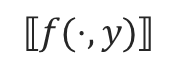 ⟦f(·, y)⟧